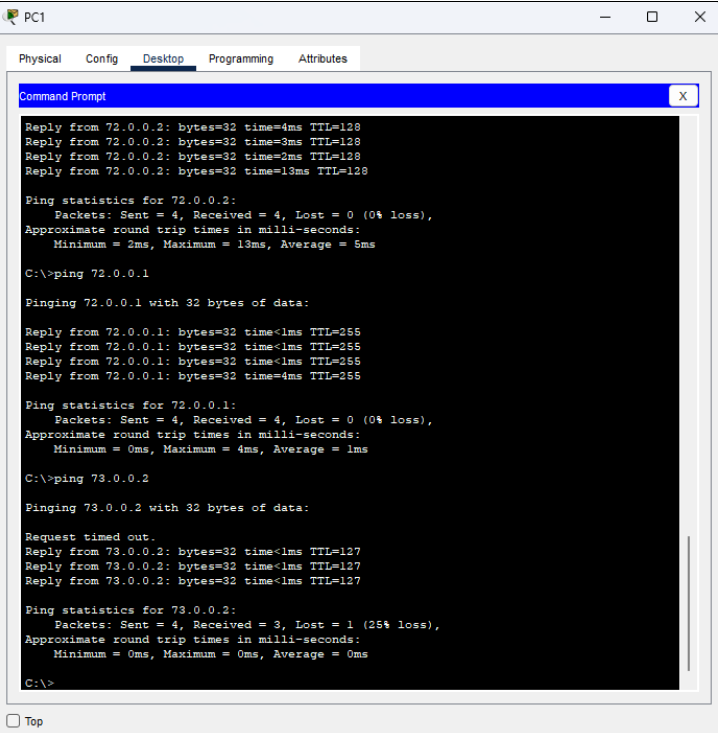 PC1
Physical Config Desktop Programming Attributes
Command Prompt X
Reply from 72.0.0.2: bytes=32 time=4ms TTL=128
Reply from 72.0.0.2: bytes=32 time=3ms TTL=128
Reply from 72.0.0.2: bytes=32 time=2ms TTL=128
Reply from 72.0.0.2: bytes=32 time=13ms TTL=128
Ping statistics for 72.0.0.2:
Packets: Sent = 4, Received = 4, Lost = 0 (0% loss),
Approximate round trip times in milli-seconds:
Minimum = 2ms, Maximum = 13ms, Average = 5ms
C:\>ping 72.0.0.1
Pinging 72.0.0.1 with 32 bytes of data:
Reply from 72.0.0.1: bytes=32 time<1ms TTL=255
Reply from 72.0.0.1: bytes=32 time<1ms TTL=255
Reply from 72.0.0.1: bytes=32 time<1ms TTL=255
Reply from 72.0.0.1: bytes=32 time=4ms TTL=255
Ping statistics for 72.0.0.1:
Packets: Sent = 4, Received = 4, Lost = 0 (0% loss),
Approximate round trip times in milli-seconds:
Minimum = 0ms, Maximum = 4ms, Average = 1ms
C:\>ping 73.0.0.2
Pinging 73.0.0.2 with 32 bytes of data:
Request timed out.
Reply from 73.0.0.2: bytes=32 time<1ms TTL=127
Reply from 73.0.0.2: bytes=32 time<1ms TTL=127
Reply from 73.0.0.2: bytes=32 time<1ms TTL=127
Ping statistics for 73.0.0.2:
Packets: Sent = 4, Received = 3, Lost = 1 (25% loss),
Approximate round trip times in milli-seconds:
Minimum = 0ms, Maximum = 0ms, Average = 0ms
C:\>
Top